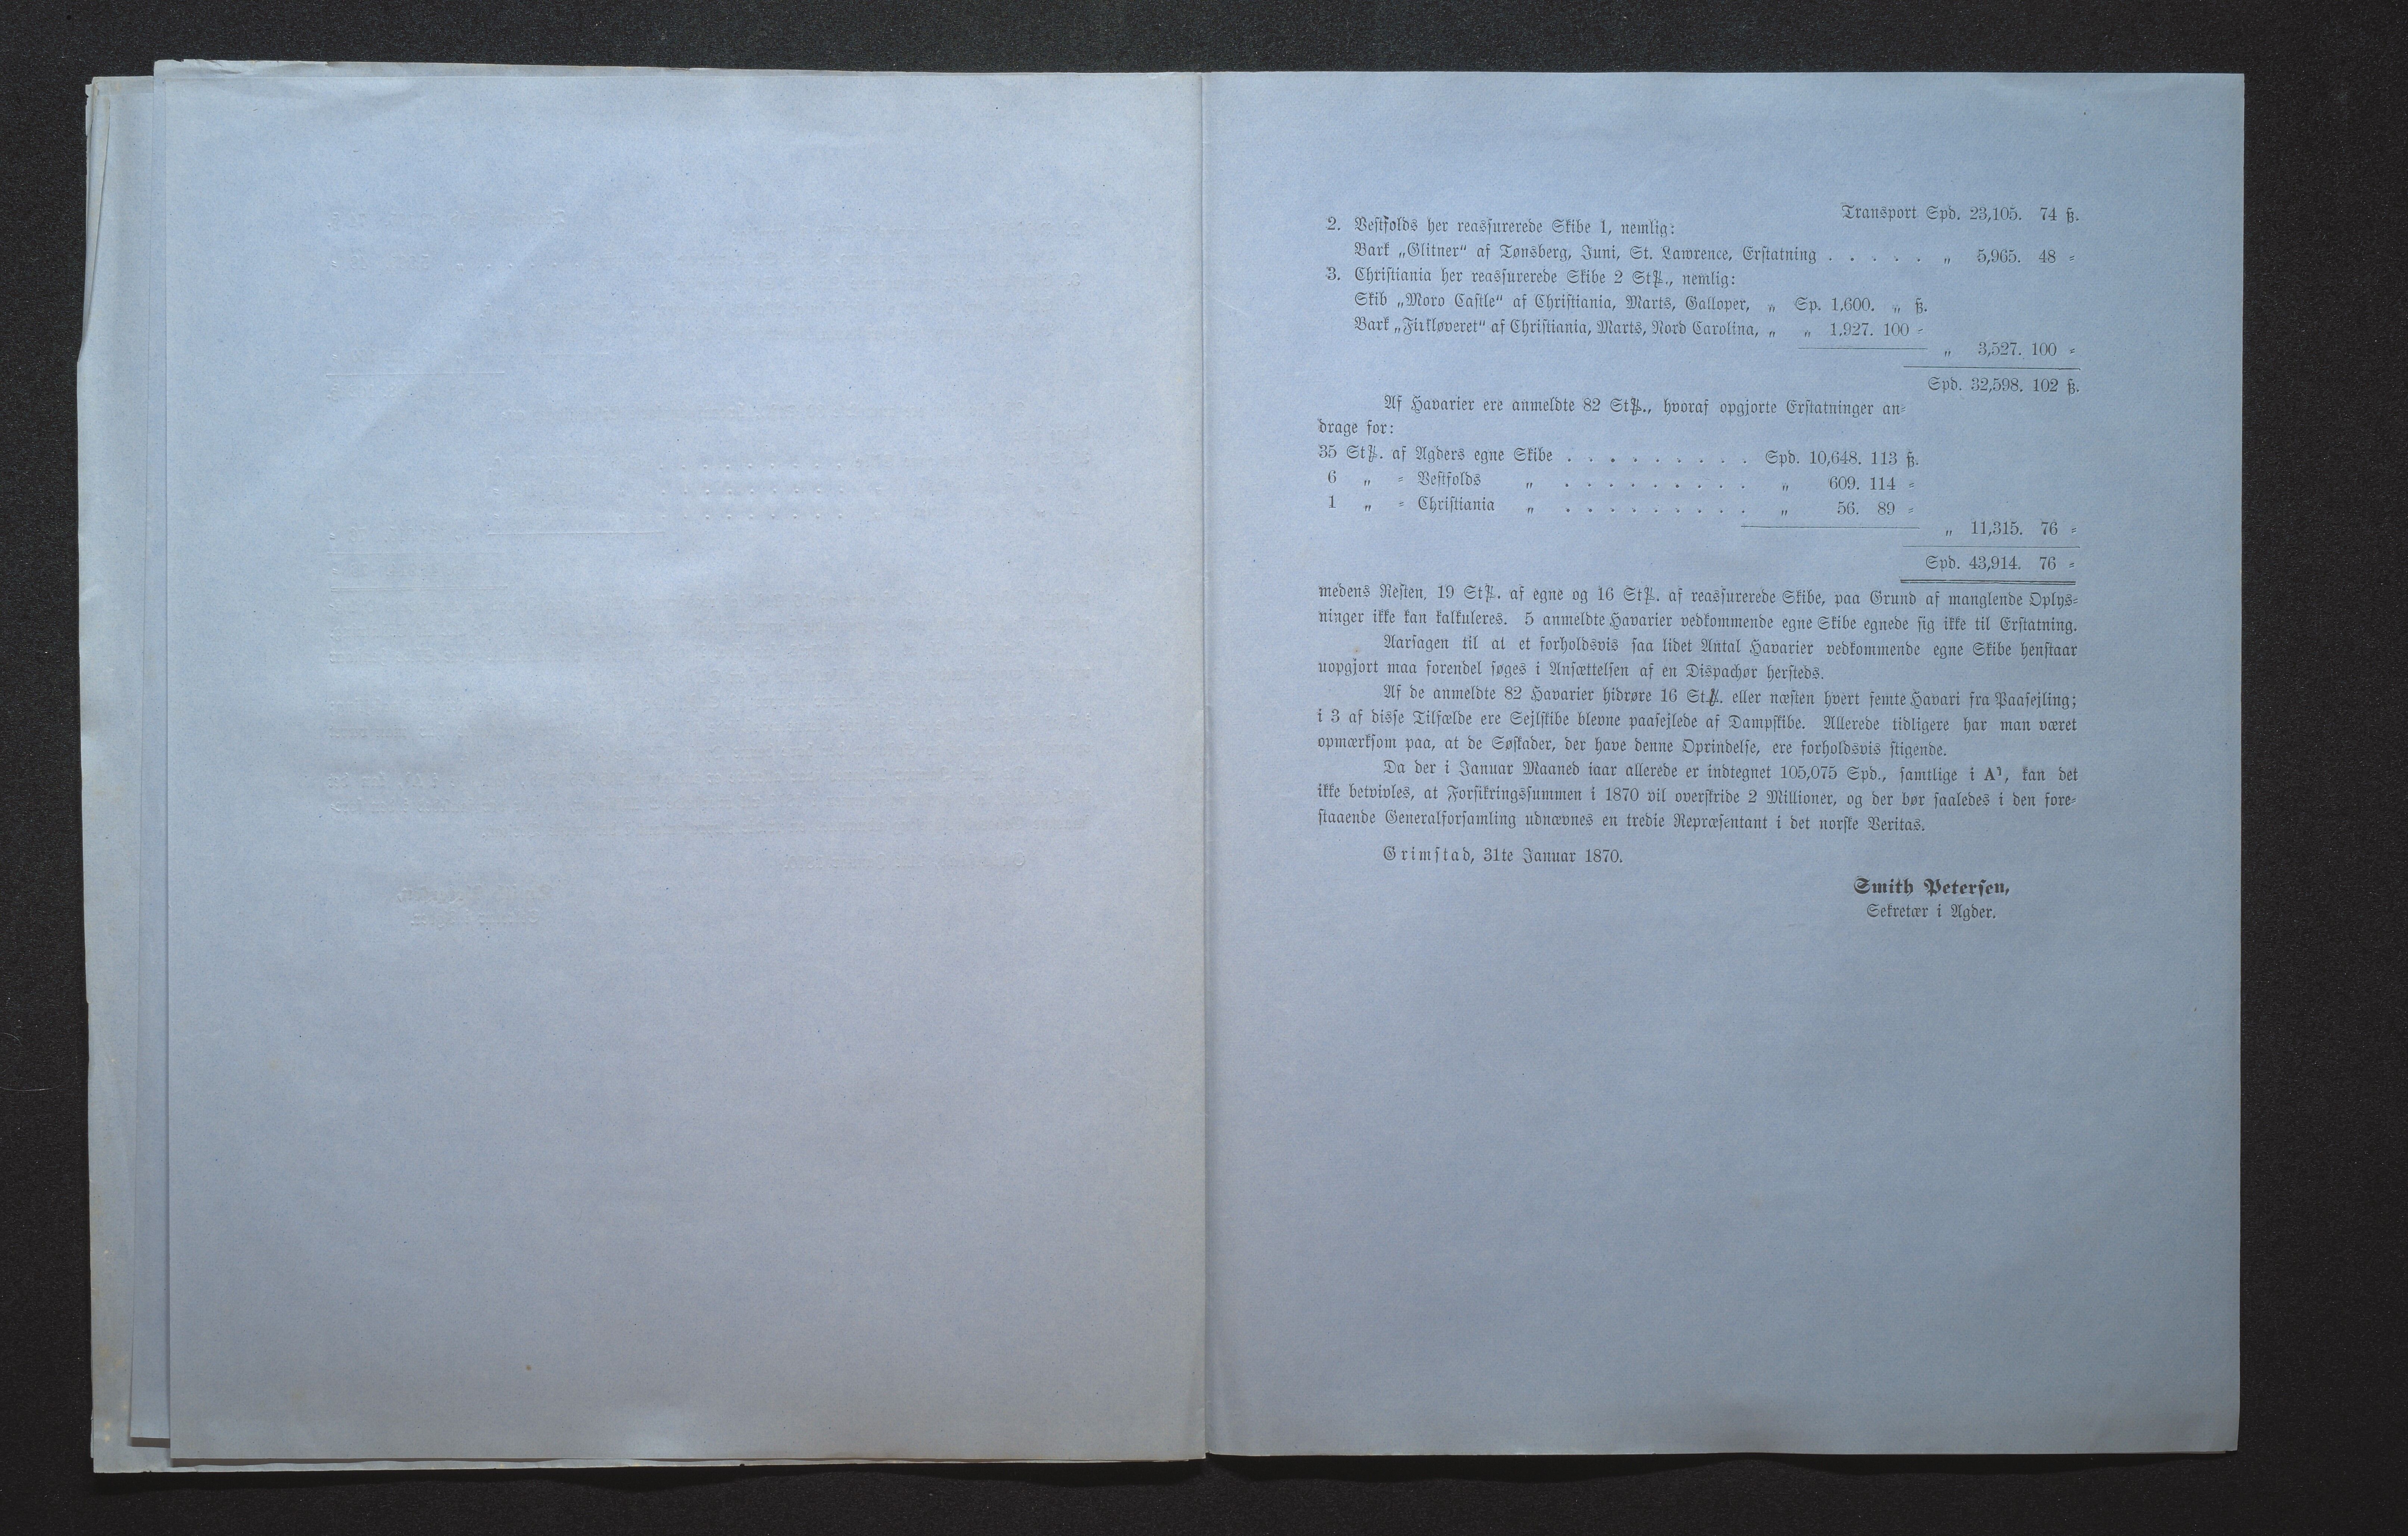 Transport Spd. 23,105. 74 ß.
2. Vestfolds her reassurerede Skibe 1, nemlig:
Bark „Glitner“ af Tønsberg, Juni, St. Lawrence, Erstatning . . . . . „ 5,965. 48 =
3. Christiania her reassurerede Skibe 2 Stk., nemlig:
Skib „Moro Castle“ af Christiania, Marts, Galloper, „ Sp. 1,600. „ ß.
Bark „Firkløveret“ af Christiania, Marts, Nord Carolina, „ „ 1,927. 100 =
„ 3,527. 100 =
Spd. 32,598. 102 ß.
Af Havarier ere anmeldte 82 Stk., hvoraf opgjorte Erstatninger an=
drage for:
35 Stk. af Agders egne Skibe . . . . . . . . . Spd. 10,648. 113 ß.
6 „ = Vestfolds „ . . . . . . . . . „ 609. 114 =
1 „ = Christiania „ . . . . . . . . . „ 56. 89 =
„ 11,315. 76 =
Spd. 43,914. 76 =
medens Resten, 19 Stk. af egne og 16 Stk. af reassurerede Skibe, paa Grund af manglende Oplys=
ninger ikke kan kalkuleres. 5 anmeldte Havarier vedkommende egne Skibe egnede sig ikke til Erstatning.
Aarsagen til at et forholdsvis saa lidet Antal Havarier vedkommende egne Skibe henstaar
uopgjort maa forendel søges i Ansættelsen af en Dispachør hersteds.
Af de anmeldte 82 Havarier hidrøre 16 Stk. eller næsten hvert femte Havari fra Paasejling;
i 3 af disse Tilfælde ere Sejlskibe blevne paasejlede af Dampskibe. Allerede tidligere har man været
opmærksom paa, at de Søskader, der have denne Oprindelse, ere forholdsvis stigende.
Da der i Januar Maaned iaar allerede er indtegnet 105,075 Spd., samtlige i A¹, kan det
ikke betvivles, at Forsikringssummen i 1870 vil overskride 2 Millioner, og der bør saaledes i den fore=
staaende Generalforsamling udnævnes en tredie Repræsentant i det norske Veritas.
Grimstad, 31te Januar 1870.
Smith Petersen,
Sekretær i Agder.